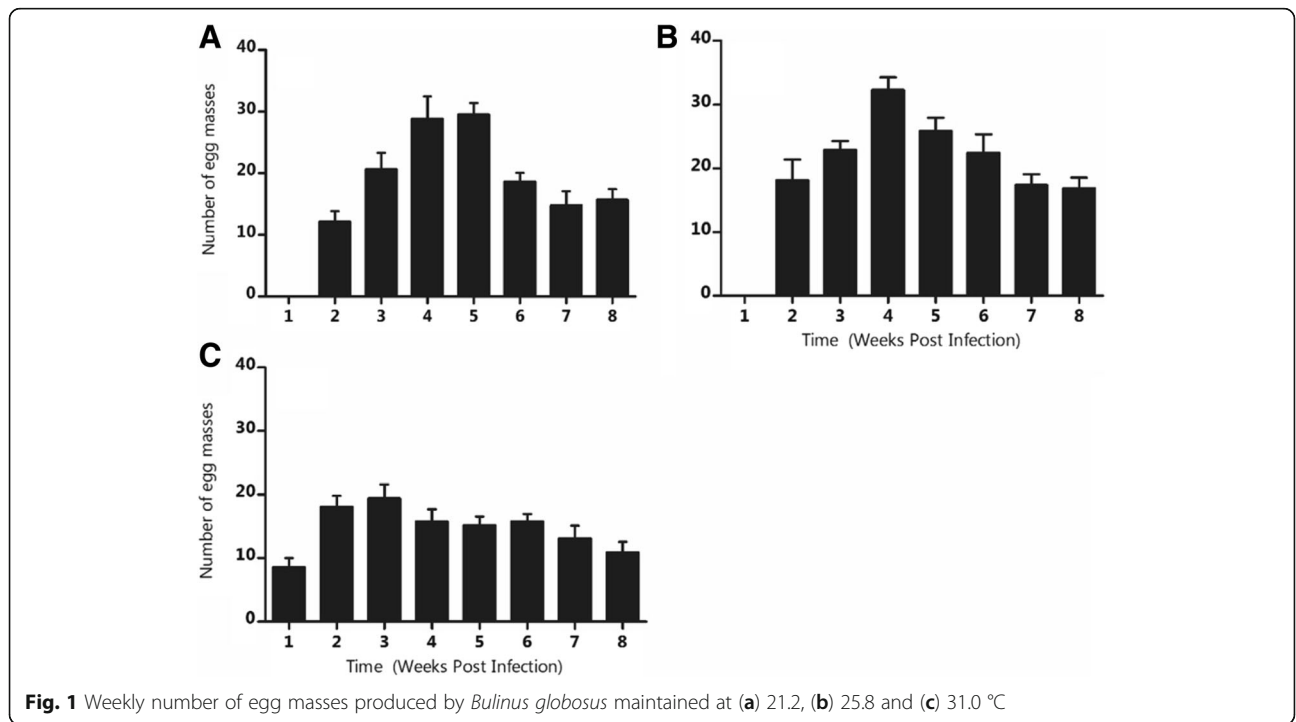 A
Number of egg masses
40
30
20
10
0
1 2 3 4 5 6 7 8
B
40
30
20
10
0
1 2 3 4 5 6 7 8
Time (Weeks Post Infection)
C
Number of egg masses
40
30
20
10
0
1 2 3 4 5 6 7 8
Time (Weeks Post Infection)
Fig. 1 Weekly number of egg masses produced by Bulinus globosus maintained at (a) 21.2, (b) 25.8 and (c) 31.0 °C